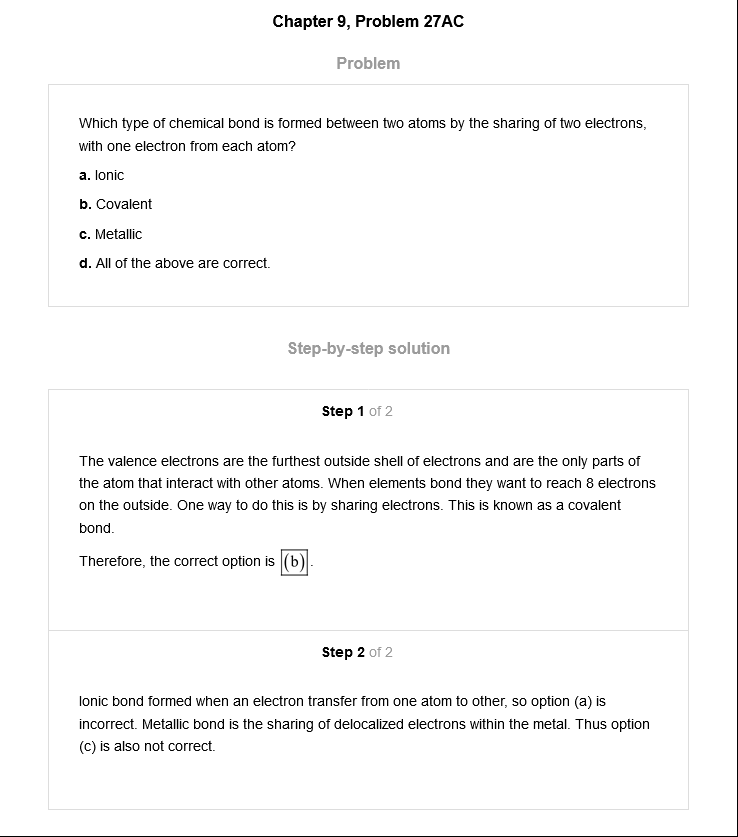 Chapter 9, Problem 27AC
Problem
Which type of chemical bond is formed between two atoms by the sharing of two electrons,
with one electron from each atom?
a. Ionic
b. Covalent
c. Metallic
d. All of the above are correct.
Step-by-step solution
Step 1 of 2
The valence electrons are the furthest outside shell of electrons and are the only parts of
the atom that interact with other atoms. When elements bond they want to reach 8 electrons
on the outside. One way to do this is by sharing electrons. This is known as a covalent
bond.
Therefore, the correct option is (b).
Step 2 of 2
Ionic bond formed when an electron transfer from one atom to other, so option (a) is
incorrect. Metallic bond is the sharing of delocalized electrons within the metal. Thus option
(c) is also not correct.